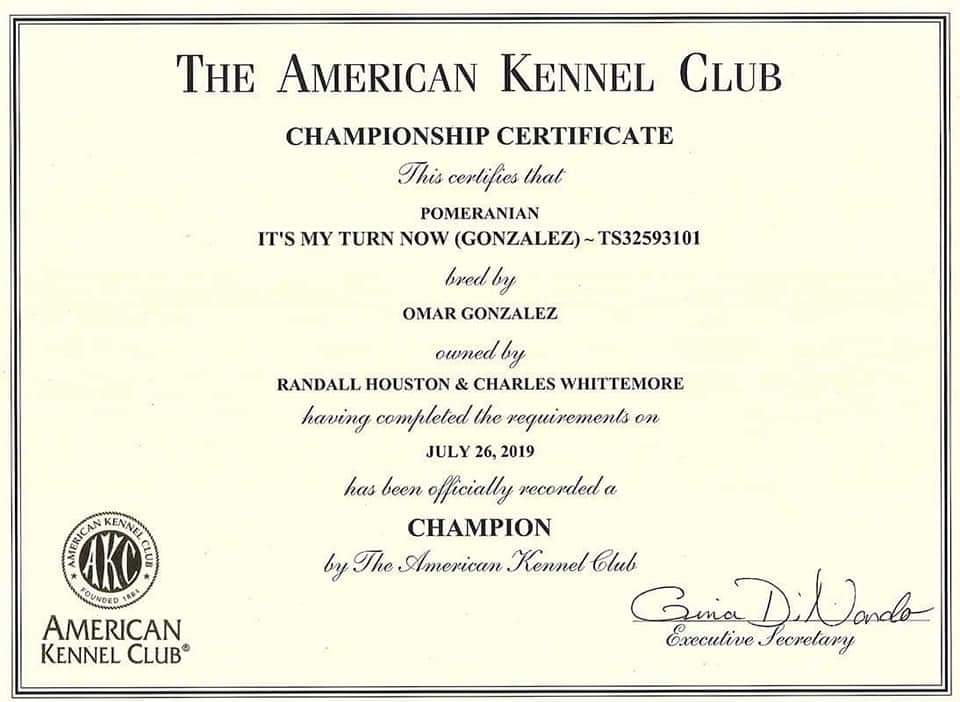 THE AMERICAN KENNEL CLUB
CHAMPIONSHIP CERTIFICATE
This certifies that
POMERANIAN
IT'S MY TURN NOW (GONZALEZ) ~ TS32593101
bred by
OMAR GONZALEZ
owned by
RANDALL HOUSTON & CHARLES WHITTEMORE
having completed the requirements on
JULY 26, 2019
has been officially recorded a
CHAMPION
by The American Kennel Club
AMERICAN KENNEL CLUB
AKC
FOUNDED 1884
AMERICAN
KENNEL CLUB®
Gina DiNardo
Executive Secretary